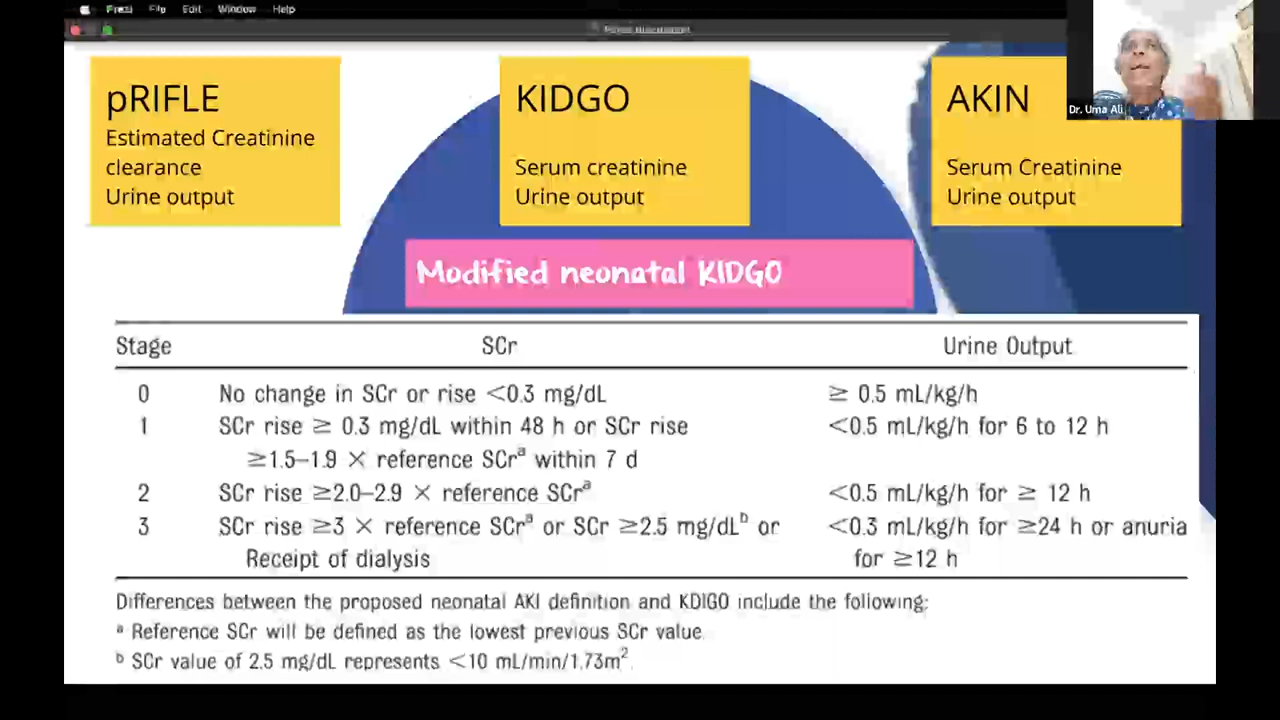 Prezi File Edit Window Help
pRIFLE
Estimated Creatinine
clearance
Urine output
KIDGO
Serum creatinine
Urine output
AKIN
Serum Creatinine
Urine output
Dr. Uma Ali
Modified neonatal KIDGO
Stage SCr Urine Output
0 No change in SCr or rise <0.3 mg/dL ≥ 0.5 mL/kg/h
1 SCr rise ≥ 0.3 mg/dL within 48 h or SCr rise <0.5 mL/kg/h for 6 to 12 h
≥1.5–1.9 × reference SCrᵃ within 7 d
2 SCr rise ≥2.0–2.9 × reference SCrᵃ <0.5 mL/kg/h for ≥ 12 h
3 SCr rise ≥3 × reference SCrᵃ or SCr ≥2.5 mg/dLᵇ or <0.3 mL/kg/h for ≥24 h or anuria
Receipt of dialysis for ≥12 h
Differences between the proposed neonatal AKI definition and KDIGO include the following:
ᵃ Reference SCr will be defined as the lowest previous SCr value.
ᵇ SCr value of 2.5 mg/dL represents <10 mL/min/1.73m².